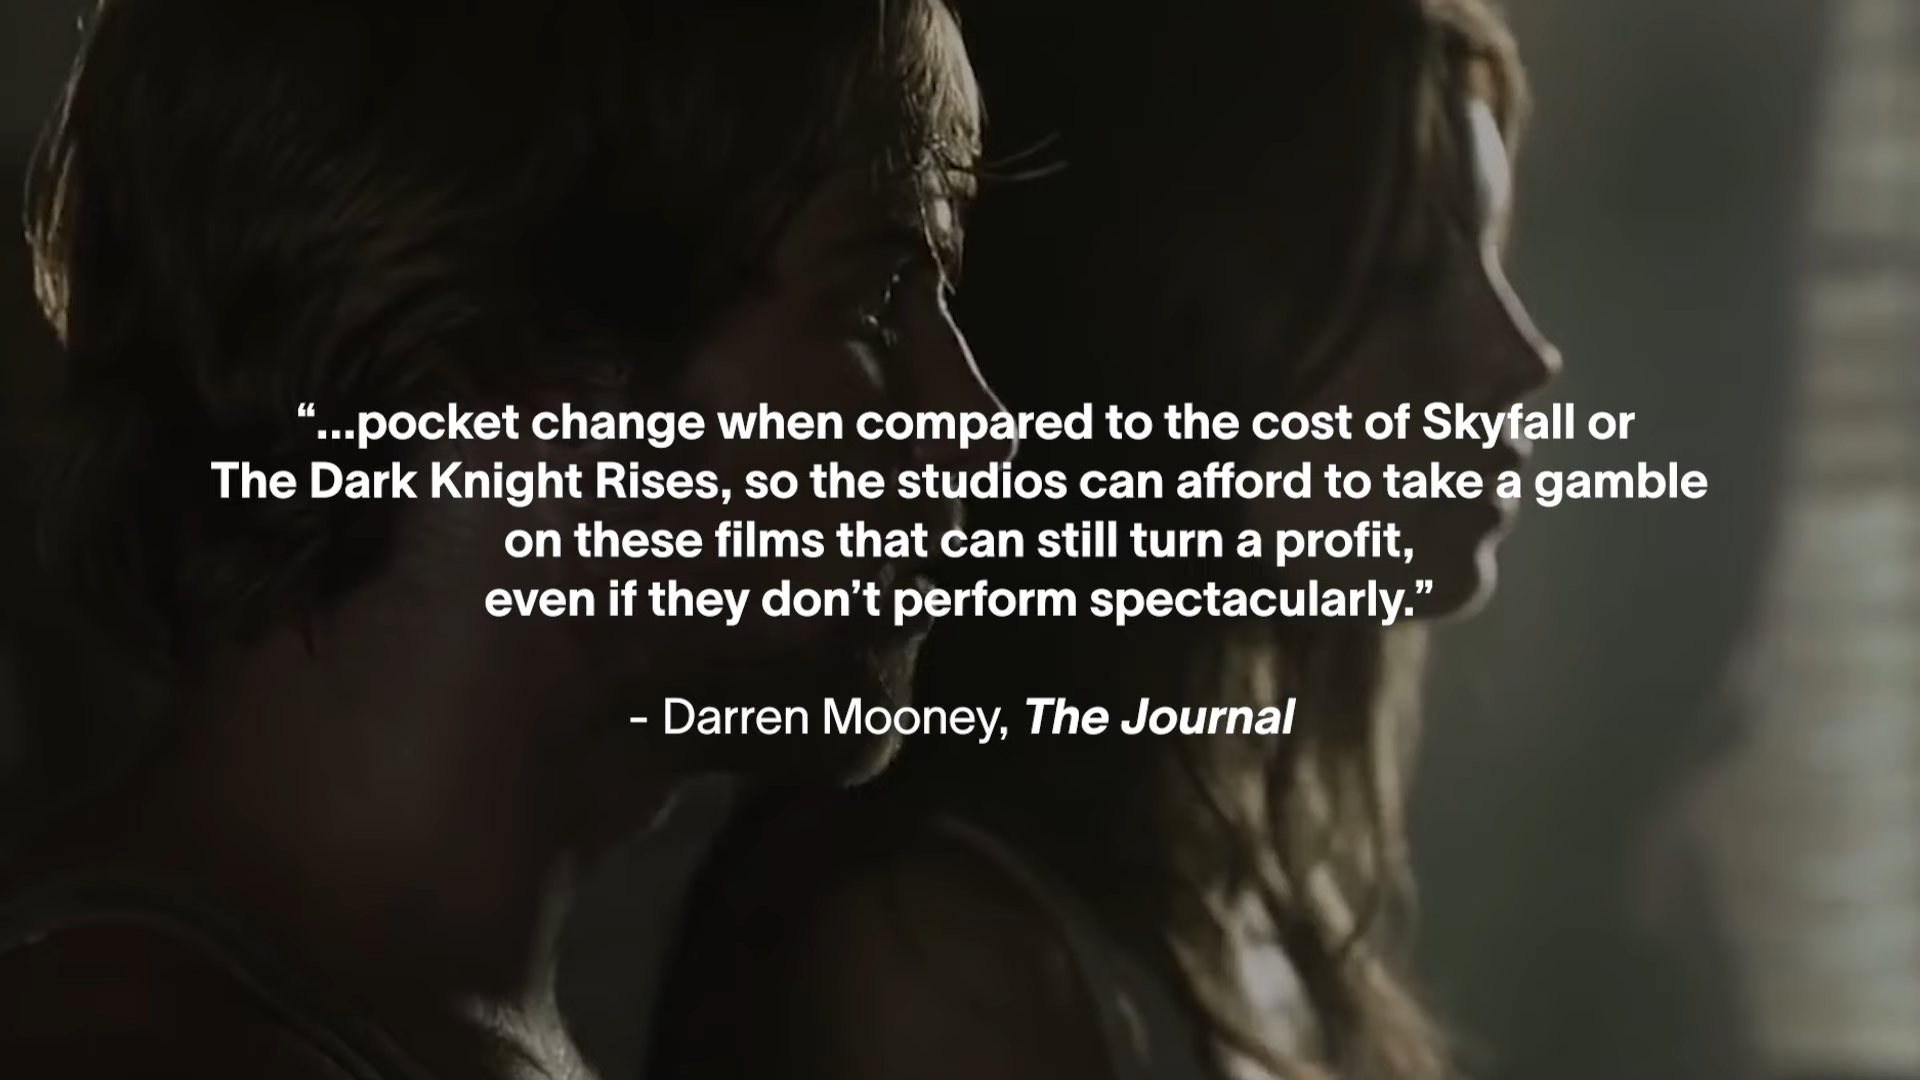 “...pocket change when compared to the cost of Skyfall or
The Dark Knight Rises, so the studios can afford to take a gamble
on these films that can still turn a profit,
even if they don’t perform spectacularly.”
- Darren Mooney, The Journal